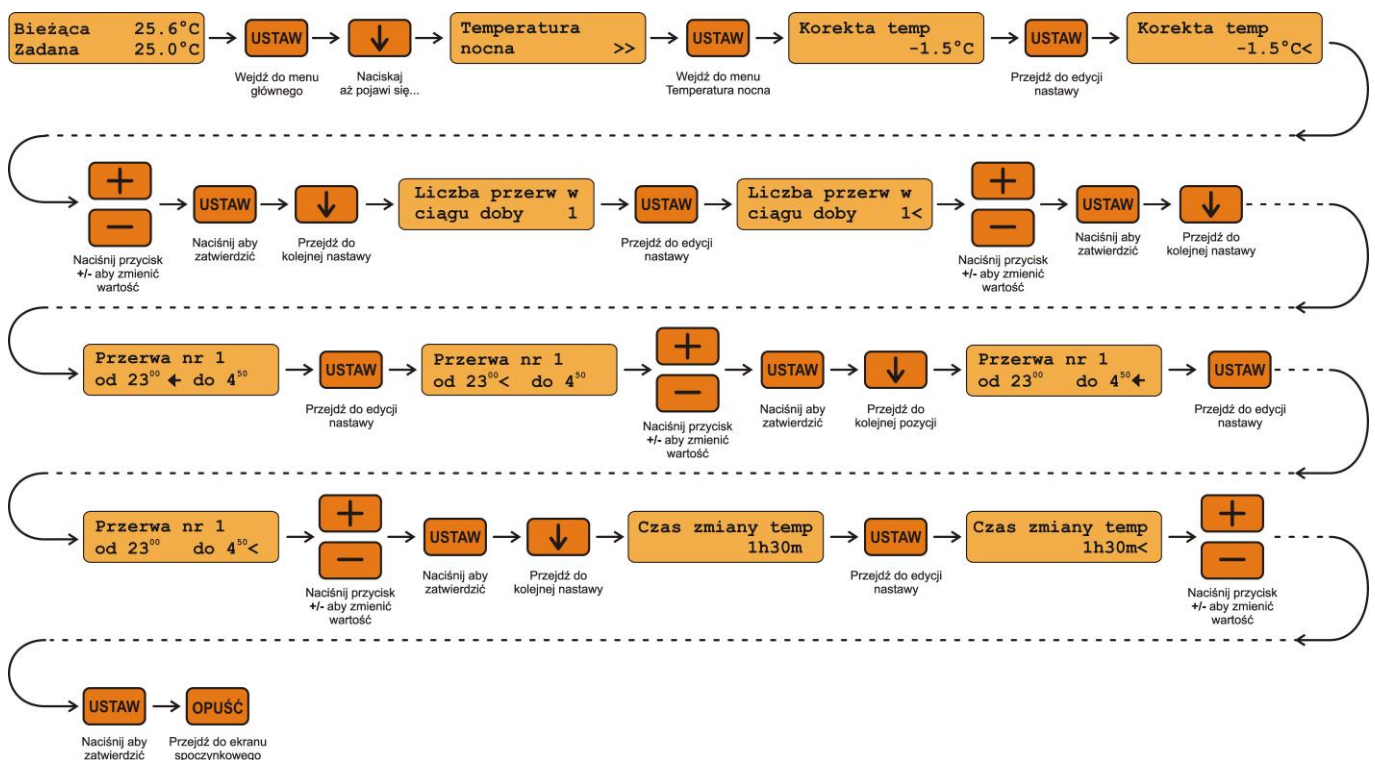 Bieżąca 25.6°C
Zadana 25.0°C
USTAW
Wejdź do menu
głównego
Naciskaj
aż pojawi się...
Temperatura
nocna >>
USTAW
Wejdź do menu
Temperatura nocna
Korekta temp
-1.5°C
USTAW
Przejdź do edycji
nastawy
Korekta temp
-1.5°C<
+
−
Naciśnij przycisk
+/- aby zmienić
wartość
USTAW
Naciśnij aby
zatwierdzić
Przejdź do
kolejnej nastawy
Liczba przerw w
ciągu doby 1
USTAW
Przejdź do edycji
nastawy
Liczba przerw w
ciągu doby 1<
+
−
Naciśnij przycisk
+/- aby zmienić
wartość
USTAW
Naciśnij aby
zatwierdzić
Przejdź do
kolejnej nastawy
Przerwa nr 1
od 23⁰⁰ ← do 4⁵⁰
USTAW
Przejdź do edycji
nastawy
Przerwa nr 1
od 23⁰⁰< do 4⁵⁰
+
−
Naciśnij przycisk
+/- aby zmienić
wartość
USTAW
Naciśnij aby
zatwierdzić
Przejdź do
kolejnej pozycji
Przerwa nr 1
od 23⁰⁰ do 4⁵⁰←
USTAW
Przejdź do edycji
nastawy
Przerwa nr 1
od 23⁰⁰ do 4⁵⁰<
+
−
Naciśnij przycisk
+/- aby zmienić
wartość
USTAW
Naciśnij aby
zatwierdzić
Przejdź do
kolejnej nastawy
Czas zmiany temp
1h30m
USTAW
Przejdź do edycji
nastawy
Czas zmiany temp
1h30m<
+
−
Naciśnij przycisk
+/- aby zmienić
wartość
USTAW
Naciśnij aby
zatwierdzić
OPUŚĆ
Przejdź do ekranu
spoczynkowego